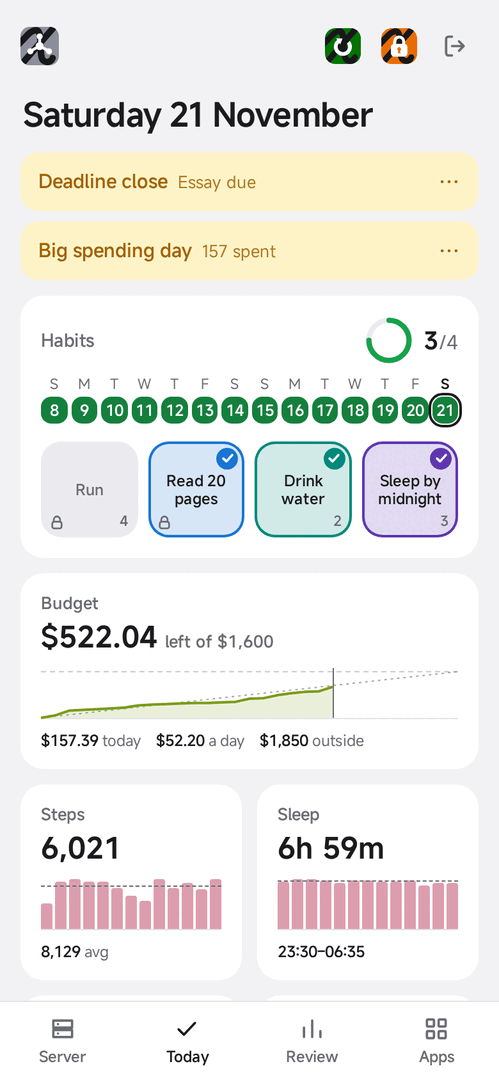 Saturday 21 November
Deadline close Essay due
Big spending day 157 spent
Habits
3/4
S M T W T F S S M T W T F S
8 9 10 11 12 13 14 15 16 17 18 19 20 21
Run
4
Read 20
pages
Drink
water
2
Sleep by
midnight
3
Budget
$522.04 left of $1,600
$157.39 today $52.20 a day $1,850 outside
Steps
6,021
8,129 avg
Sleep
6h 59m
23:30–06:35
Server Today Review Apps